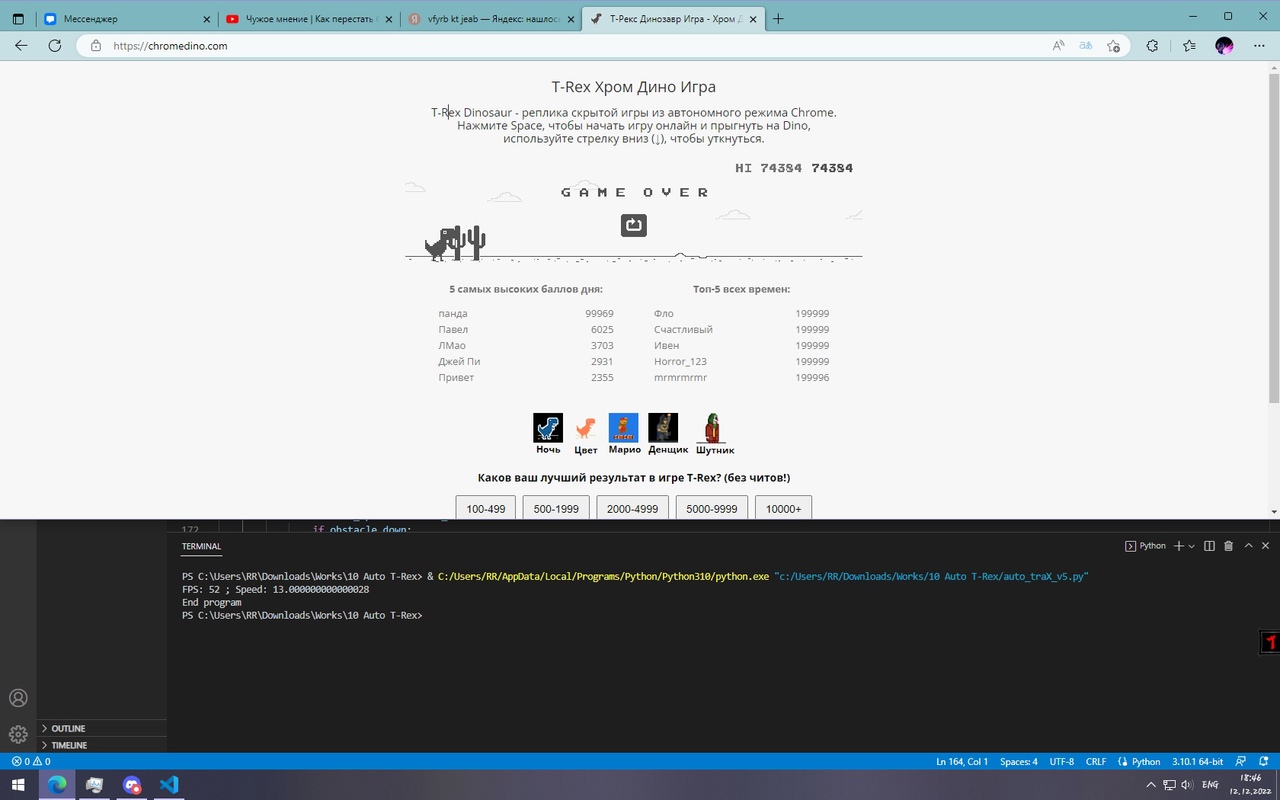 Мессенджер
Чужое мнение | Как перестать
vfyrb kt jeab — Яндекс: нашлос
Т-Рекс Динозавр Игра - Хром Д
https://chromedino.com
T-Rex Хром Дино Игра
T-Rex Dinosaur - реплика скрытой игры из автономного режима Chrome.
Нажмите Space, чтобы начать игру онлайн и прыгнуть на Dino,
используйте стрелку вниз (↓), чтобы уткнуться.
HI 74384 74384
GAME OVER
5 самых высоких баллов дня: Топ-5 всех времен:
панда 99969 Фло 199999
Павел 6025 Счастливый 199999
ЛМао 3703 Ивен 199999
Джей Пи 2931 Horror_123 199999
Привет 2355 mrmrmrmr 199996
Ночь Цвет Марио Денщик Шутник
Каков ваш лучший результат в игре T-Rex? (без читов!)
100-499 500-1999 2000-4999 5000-9999 10000+
172 if obstacle_down:
TERMINAL Python
PS C:\Users\RR\Downloads\Works\10 Auto T-Rex> & C:/Users/RR/AppData/Local/Programs/Python/Python310/python.exe "c:/Users/RR/Downloads/Works/10 Auto T-Rex/auto_traX_v5.py"
FPS: 52 ; Speed: 13.000000000000028
End program
PS C:\Users\RR\Downloads\Works\10 Auto T-Rex>
OUTLINE
TIMELINE
0 0 Ln 164, Col 1 Spaces: 4 UTF-8 CRLF Python 3.10.1 64-bit
ENG 18:46
12.12.2022